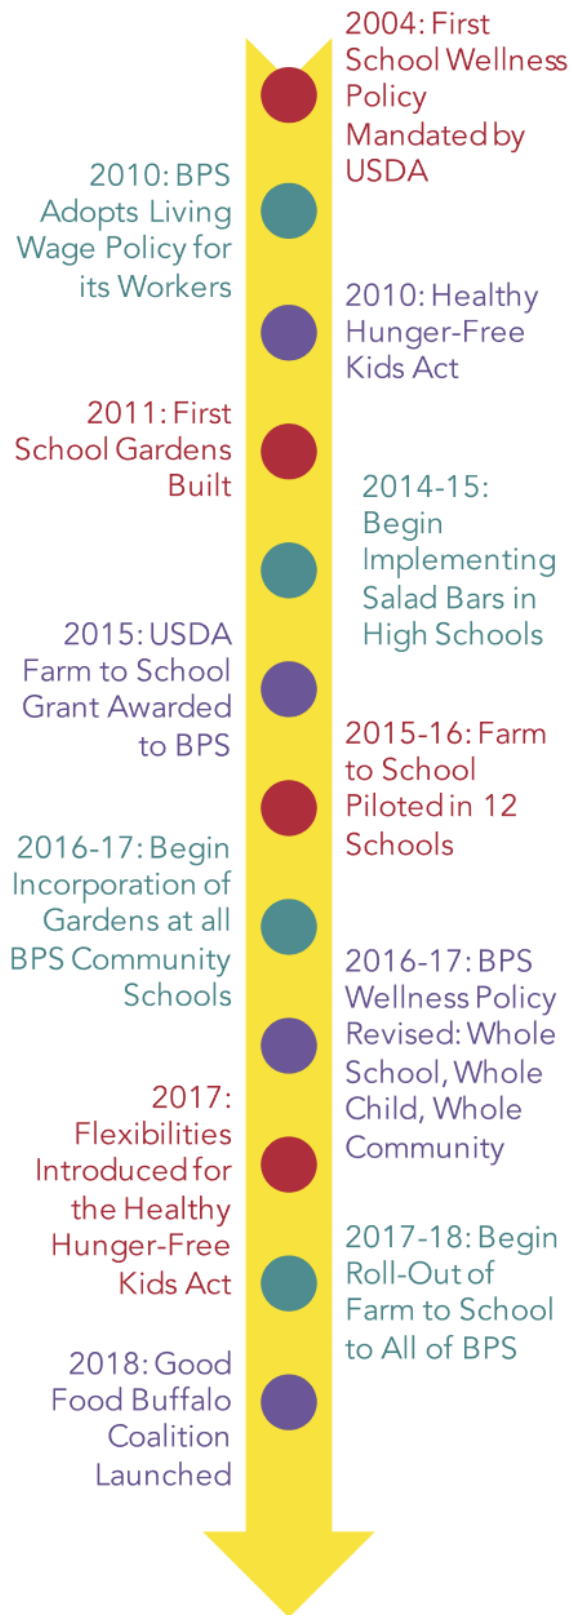 2004: First
School Wellness
Policy
Mandated by
USDA
2010: BPS
Adopts Living
Wage Policy for
its Workers
2010: Healthy
Hunger-Free
Kids Act
2011: First
School Gardens
Built
2014-15:
Begin
Implementing
Salad Bars in
High Schools
2015: USDA
Farm to School
Grant Awarded
to BPS
2015-16: Farm
to School
Piloted in 12
Schools
2016-17: Begin
Incorporation of
Gardens at all
BPS Community
Schools
2016-17: BPS
Wellness Policy
Revised: Whole
School, Whole
Child, Whole
Community
2017:
Flexibilities
Introduced for
the Healthy
Hunger-Free
Kids Act
2017-18: Begin
Roll-Out of
Farm to School
to All of BPS
2018: Good
Food Buffalo
Coalition
Launched